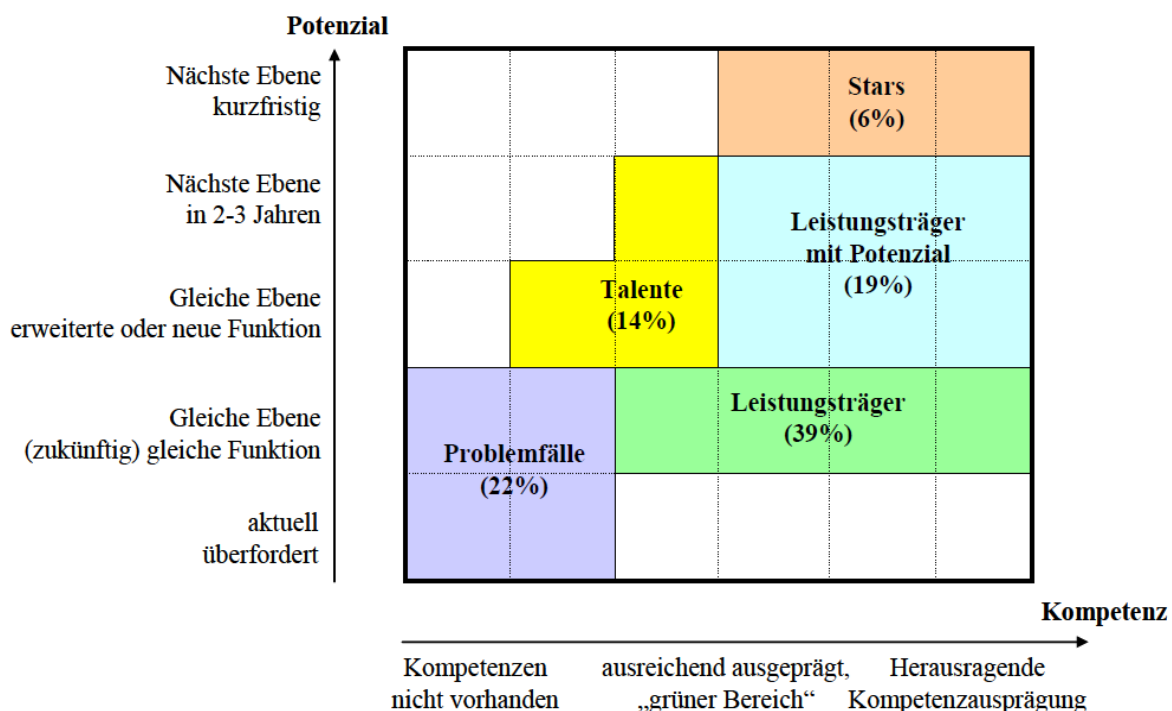 Potenzial
Nächste Ebene
kurzfristig
Stars
(6%)
Nächste Ebene
in 2-3 Jahren
Leistungsträger
mit Potenzial
(19%)
Gleiche Ebene
erweiterte oder neue Funktion
Talente
(14%)
Gleiche Ebene
(zukünftig) gleiche Funktion
Leistungsträger
(39%)
Problemfälle
(22%)
aktuell
überfordert
Kompetenz
Kompetenzen
nicht vorhanden
ausreichend ausgeprägt,
„grüner Bereich“
Herausragende
Kompetenzausprägung